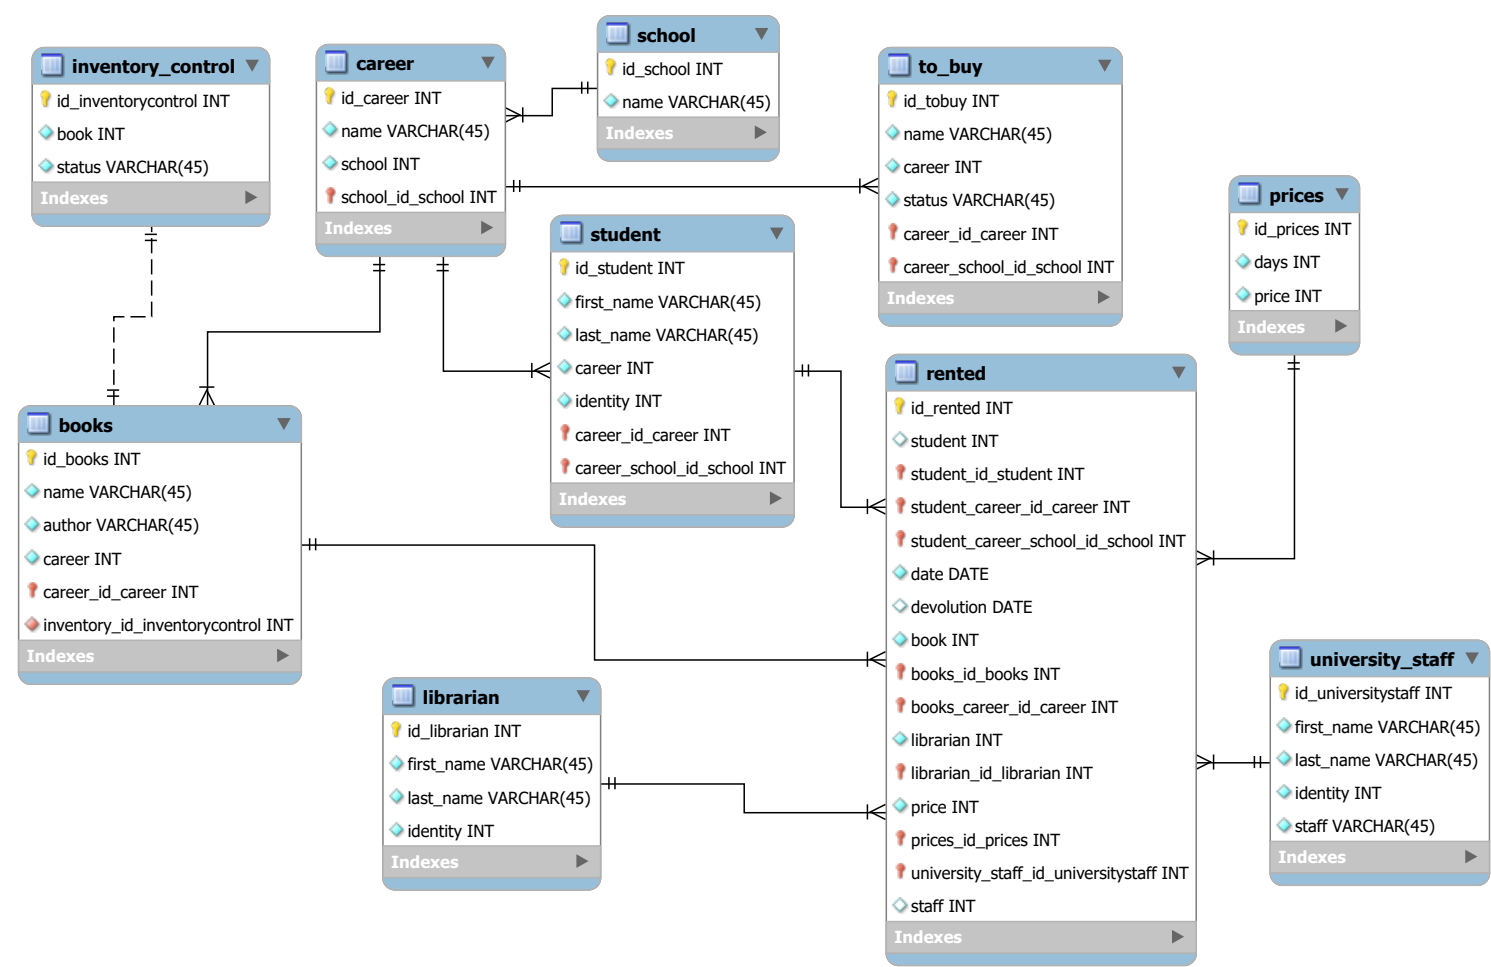 inventory_control
id_inventorycontrol INT
book INT
status VARCHAR(45)
Indexes
career
id_career INT
name VARCHAR(45)
school INT
school_id_school INT
Indexes
school
id_school INT
name VARCHAR(45)
Indexes
to_buy
id_tobuy INT
name VARCHAR(45)
career INT
status VARCHAR(45)
career_id_career INT
career_school_id_school INT
Indexes
prices
id_prices INT
days INT
price INT
Indexes
student
id_student INT
first_name VARCHAR(45)
last_name VARCHAR(45)
career INT
identity INT
career_id_career INT
career_school_id_school INT
Indexes
books
id_books INT
name VARCHAR(45)
author VARCHAR(45)
career INT
career_id_career INT
inventory_id_inventorycontrol INT
Indexes
rented
id_rented INT
student INT
student_id_student INT
student_career_id_career INT
student_career_school_id_school INT
date DATE
devolution DATE
book INT
books_id_books INT
books_career_id_career INT
librarian INT
librarian_id_librarian INT
price INT
prices_id_prices INT
university_staff_id_universitystaff INT
staff INT
Indexes
librarian
id_librarian INT
first_name VARCHAR(45)
last_name VARCHAR(45)
identity INT
Indexes
university_staff
id_universitystaff INT
first_name VARCHAR(45)
last_name VARCHAR(45)
identity INT
staff VARCHAR(45)
Indexes